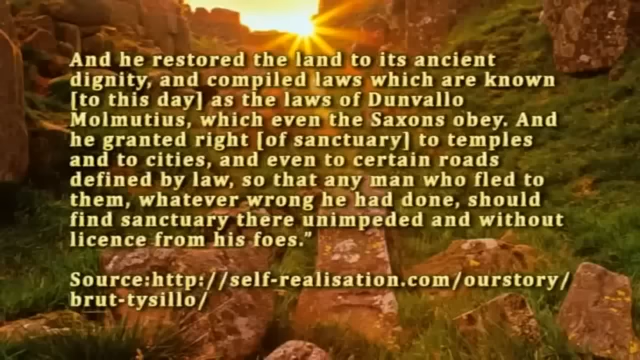 And he restored the land to its ancient
dignity, and compiled laws which are known
[to this day] as the laws of Dunvallo
Molmutius, which even the Saxons obey. And
he granted right [of sanctuary] to temples
and to cities, and even to certain roads
defined by law, so that any man who fled to
them, whatever wrong he had done, should
find sanctuary there unimpeded and without
licence from his foes.”
Source:http://self-realisation.com/ourstory/
brut-tysillo/